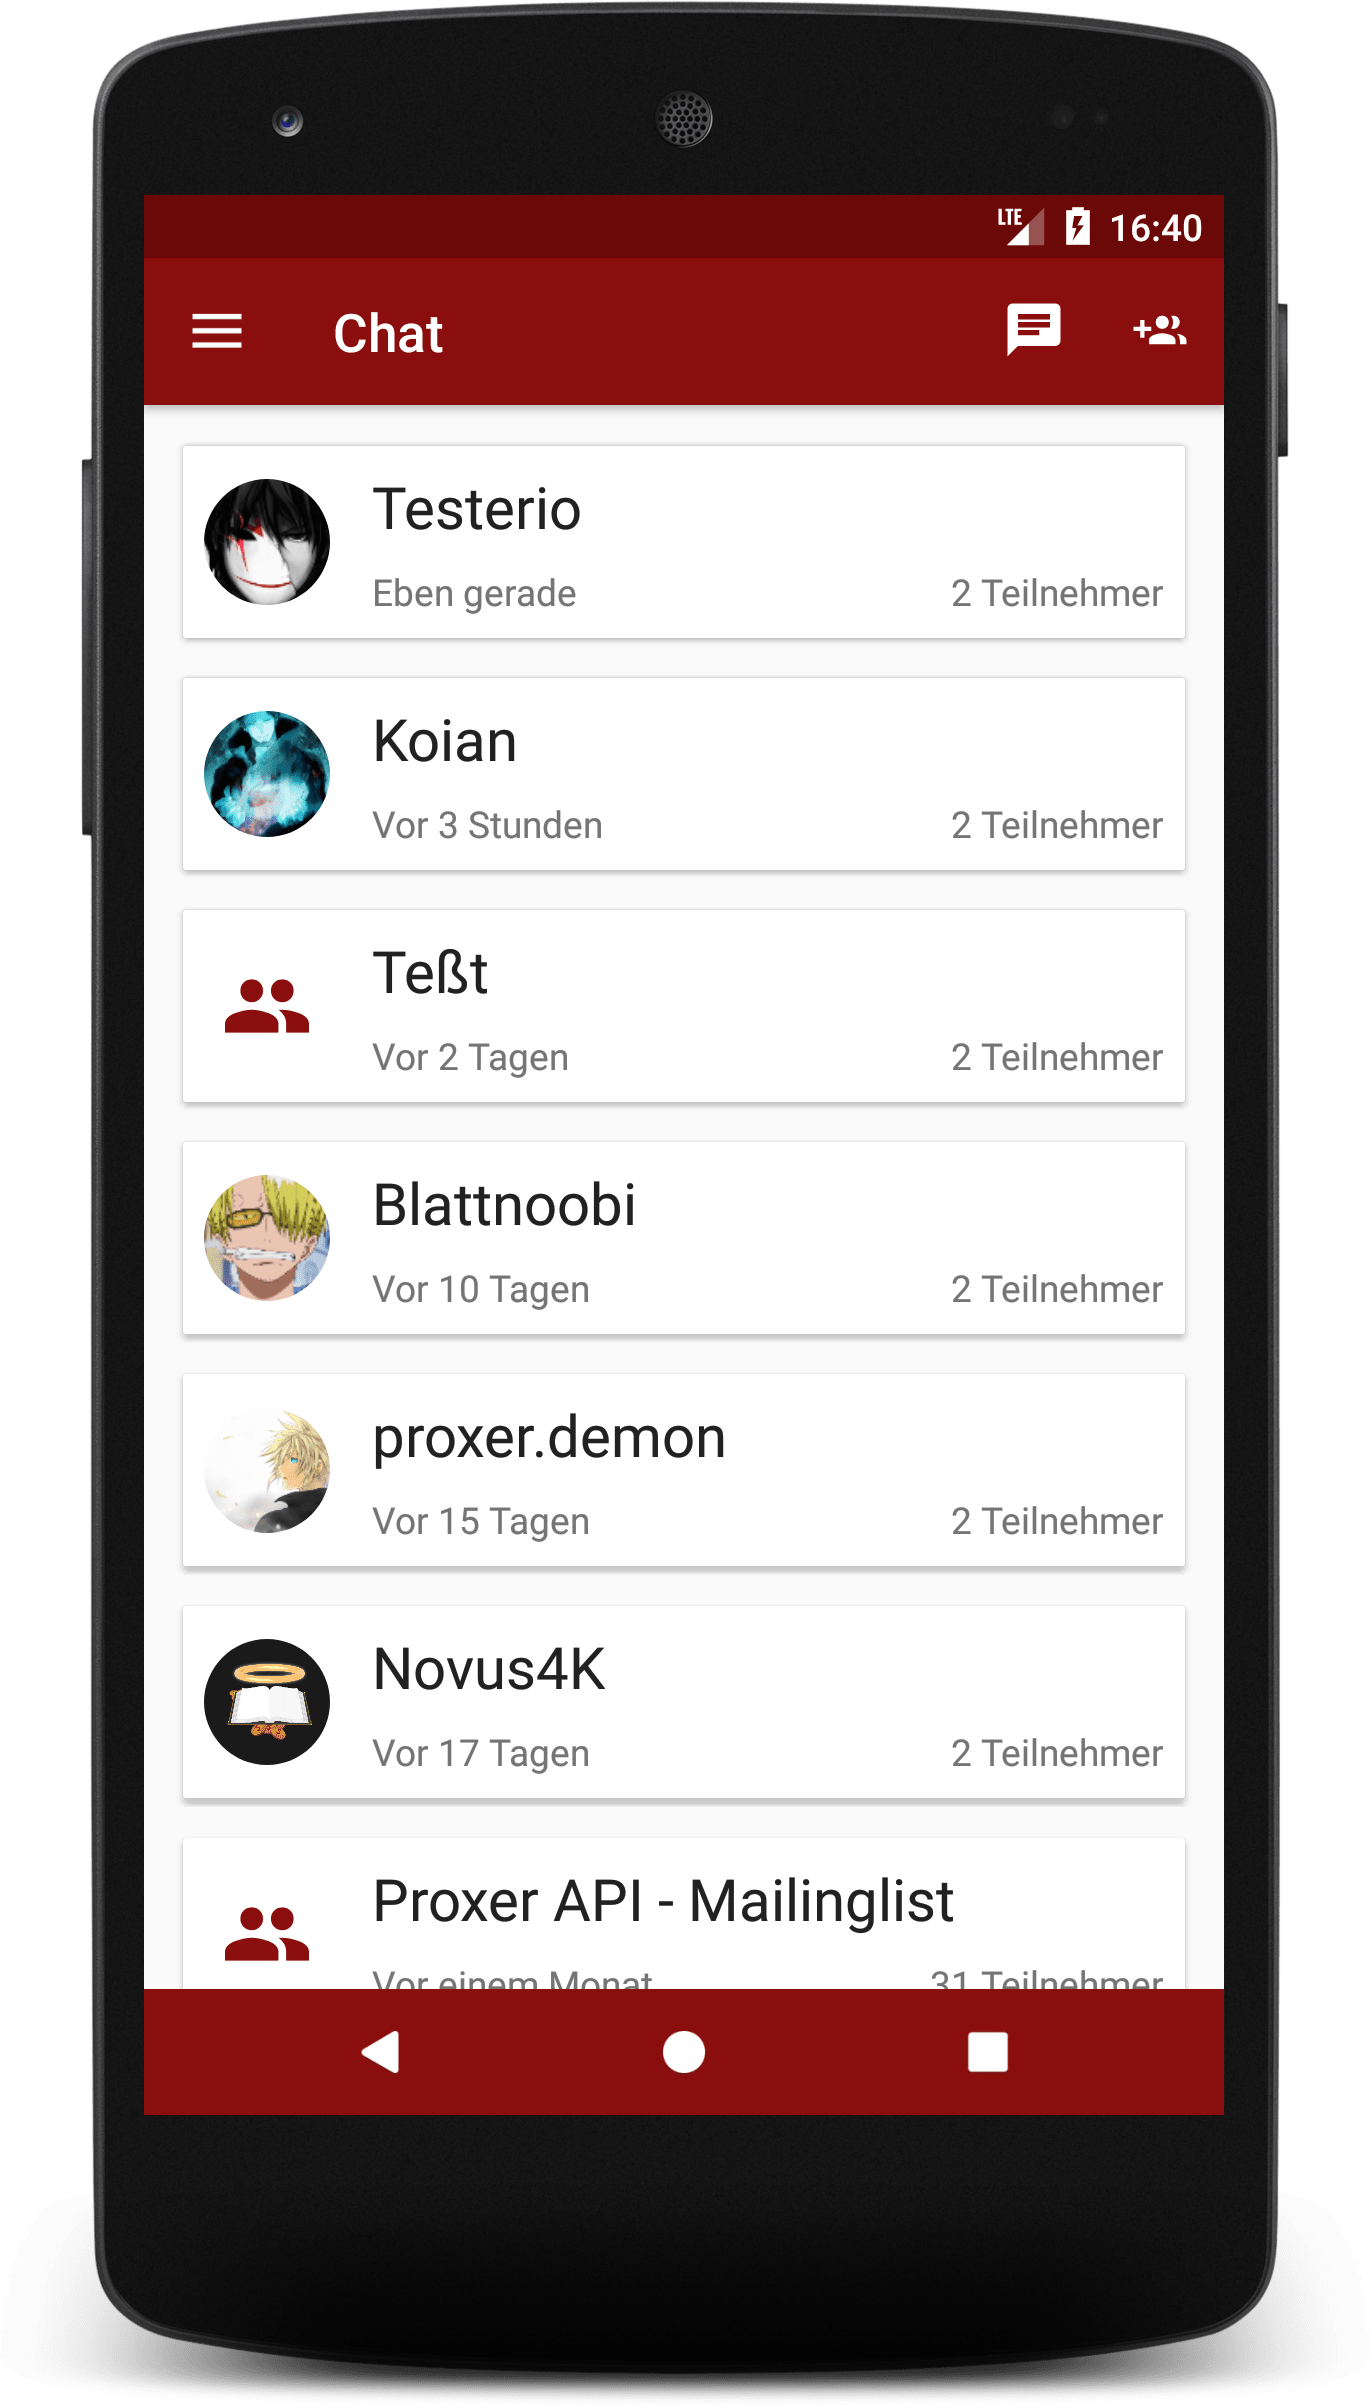 LTE 16:40
Chat
Testerio
Eben gerade 2 Teilnehmer
Koian
Vor 3 Stunden 2 Teilnehmer
Teßt
Vor 2 Tagen 2 Teilnehmer
Blattnoobi
Vor 10 Tagen 2 Teilnehmer
proxer.demon
Vor 15 Tagen 2 Teilnehmer
Novus4K
Vor 17 Tagen 2 Teilnehmer
Proxer API - Mailinglist
Vor einem Monat 31 Teilnehmer